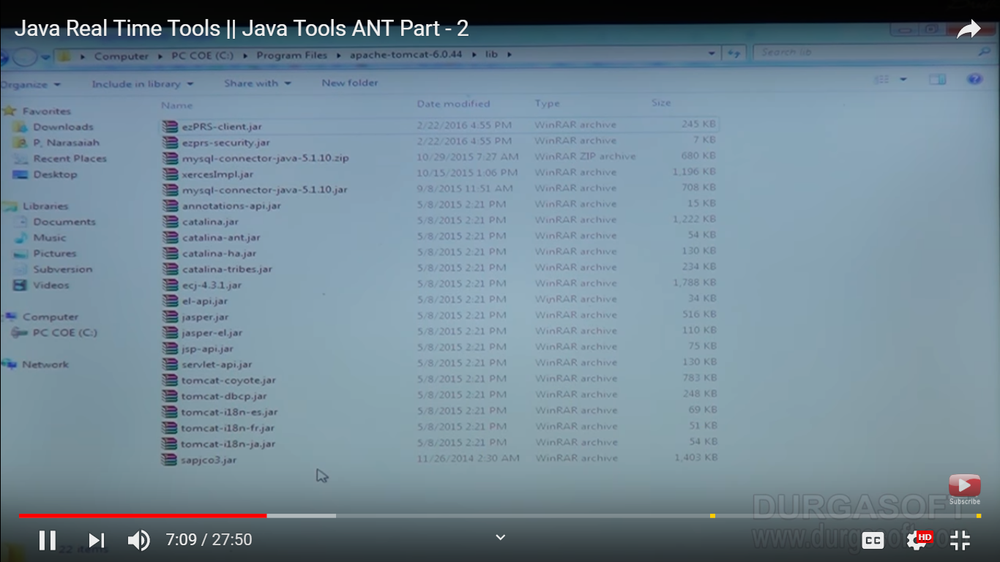 Java Real Time Tools || Java Tools ANT Part - 2
Computer ▸ PC COE (C:) ▸ Program Files ▸ apache-tomcat-6.0.44 ▸ lib ▸ Search lib
Organize Include in library Share with New folder
Name Date modified Type Size
Favorites
Downloads
P, Narasaiah
Recent Places
Desktop
Libraries
Documents
Music
Pictures
Subversion
Videos
Computer
PC COE (C:)
Network
ezPRS-client.jar 2/22/2016 4:55 PM WinRAR archive 245 KB
ezprs-security.jar 2/22/2016 4:55 PM WinRAR archive 7 KB
mysql-connector-java-5.1.10.zip 10/29/2015 7:27 AM WinRAR ZIP archive 680 KB
xercesImpl.jar 10/15/2015 1:06 PM WinRAR archive 1,196 KB
mysql-connector-java-5.1.10.jar 9/8/2015 11:51 AM WinRAR archive 708 KB
annotations-api.jar 5/8/2015 2:21 PM WinRAR archive 15 KB
catalina.jar 5/8/2015 2:21 PM WinRAR archive 1,222 KB
catalina-ant.jar 5/8/2015 2:21 PM WinRAR archive 54 KB
catalina-ha.jar 5/8/2015 2:21 PM WinRAR archive 130 KB
catalina-tribes.jar 5/8/2015 2:21 PM WinRAR archive 234 KB
ecj-4.3.1.jar 5/8/2015 2:21 PM WinRAR archive 1,788 KB
el-api.jar 5/8/2015 2:21 PM WinRAR archive 34 KB
jasper.jar 5/8/2015 2:21 PM WinRAR archive 516 KB
jasper-el.jar 5/8/2015 2:21 PM WinRAR archive 110 KB
jsp-api.jar 5/8/2015 2:21 PM WinRAR archive 75 KB
servlet-api.jar 5/8/2015 2:21 PM WinRAR archive 130 KB
tomcat-coyote.jar 5/8/2015 2:21 PM WinRAR archive 783 KB
tomcat-dbcp.jar 5/8/2015 2:21 PM WinRAR archive 248 KB
tomcat-i18n-es.jar 5/8/2015 2:21 PM WinRAR archive 69 KB
tomcat-i18n-fr.jar 5/8/2015 2:21 PM WinRAR archive 51 KB
tomcat-i18n-ja.jar 5/8/2015 2:21 PM WinRAR archive 54 KB
sapjco3.jar 11/26/2014 2:30 AM WinRAR archive 1,403 KB
Subscribe
DURGASOFT
www.durgasoft.co
22 items
7:09 / 27:50
CC
HD